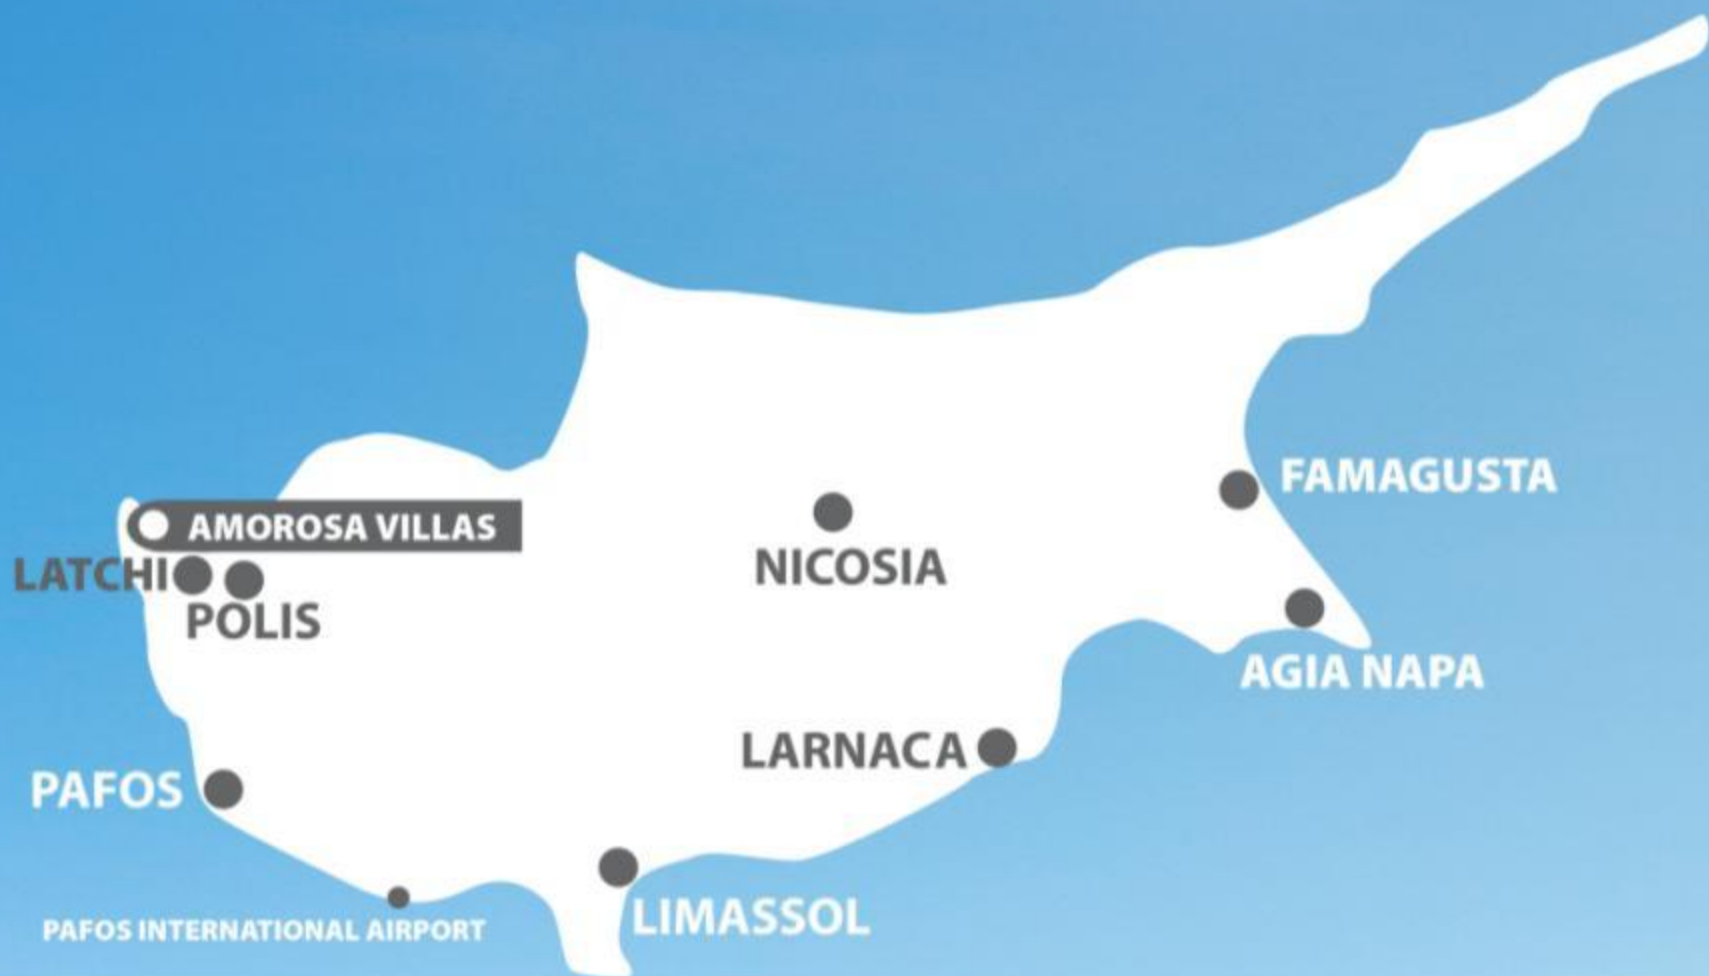 FAMAGUSTA
AMOROSA VILLAS
NICOSIA
LATCHI
POLIS
AGIA NAPA
LARNACA
PAFOS
LIMASSOL
PAFOS INTERNATIONAL AIRPORT